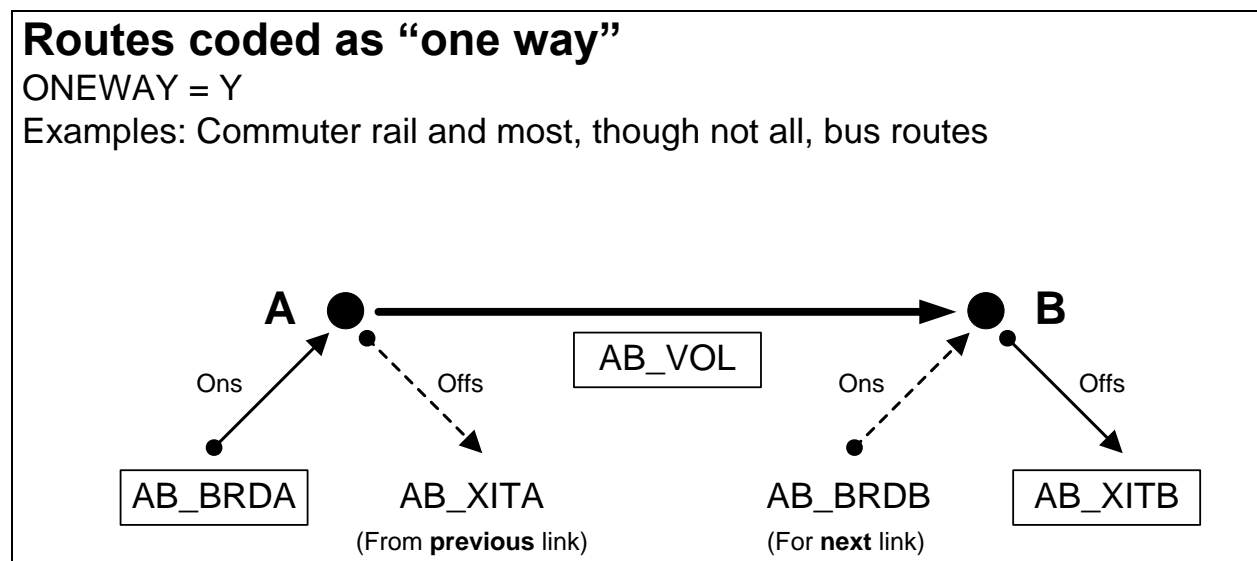 Routes coded as “one way”
ONEWAY = Y
Examples: Commuter rail and most, though not all, bus routes
A
B
AB_VOL
Ons
Offs
Ons
Offs
AB_BRDA
AB_XITA
AB_BRDB
AB_XITB
(From previous link)
(For next link)